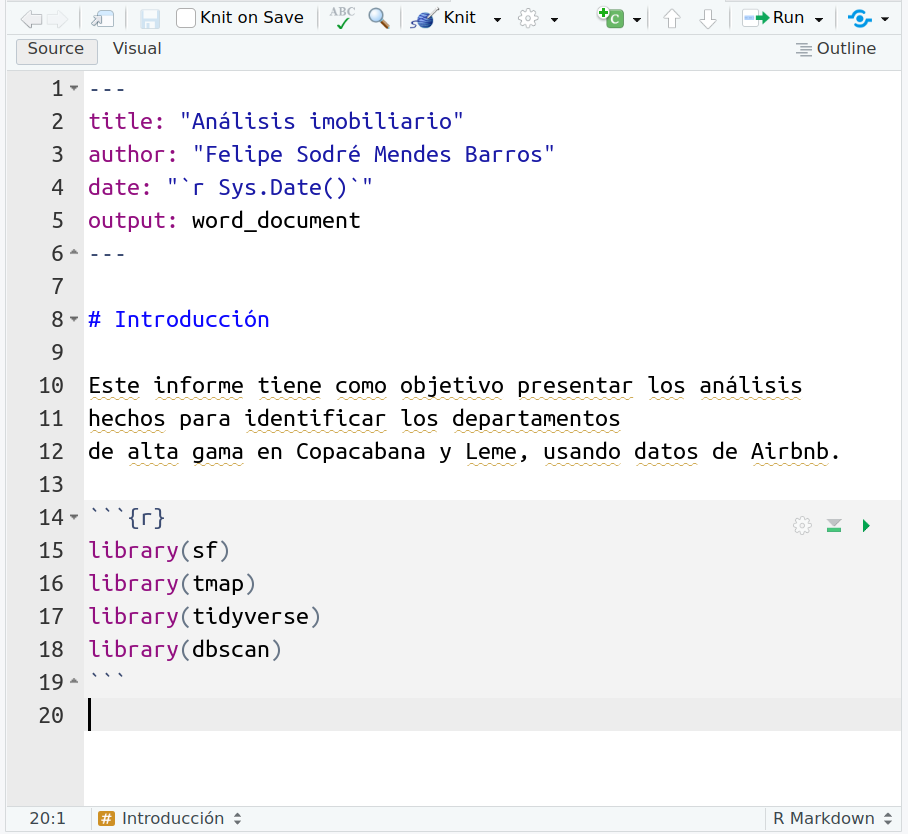 Knit on Save ABC Knit C Run
Source Visual Outline
1 ---
2 title: "Análisis imobiliario"
3 author: "Felipe Sodré Mendes Barros"
4 date: "`r Sys.Date()`"
5 output: word_document
6 ---
7
8 # Introducción
9
10 Este informe tiene como objetivo presentar los análisis
11 hechos para identificar los departamentos
12 de alta gama en Copacabana y Leme, usando datos de Airbnb.
13
14 ```{r}
15 library(sf)
16 library(tmap)
17 library(tidyverse)
18 library(dbscan)
19 ```
20
20:1 # Introducción R Markdown